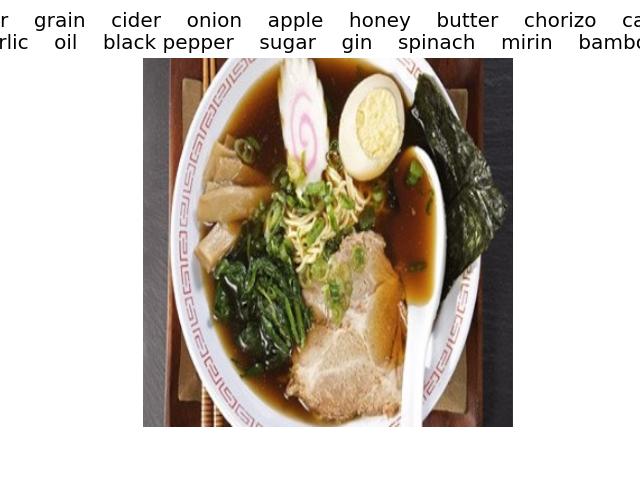 grain cider onion apple honey butter chorizo
oil black pepper sugar gin spinach mirin